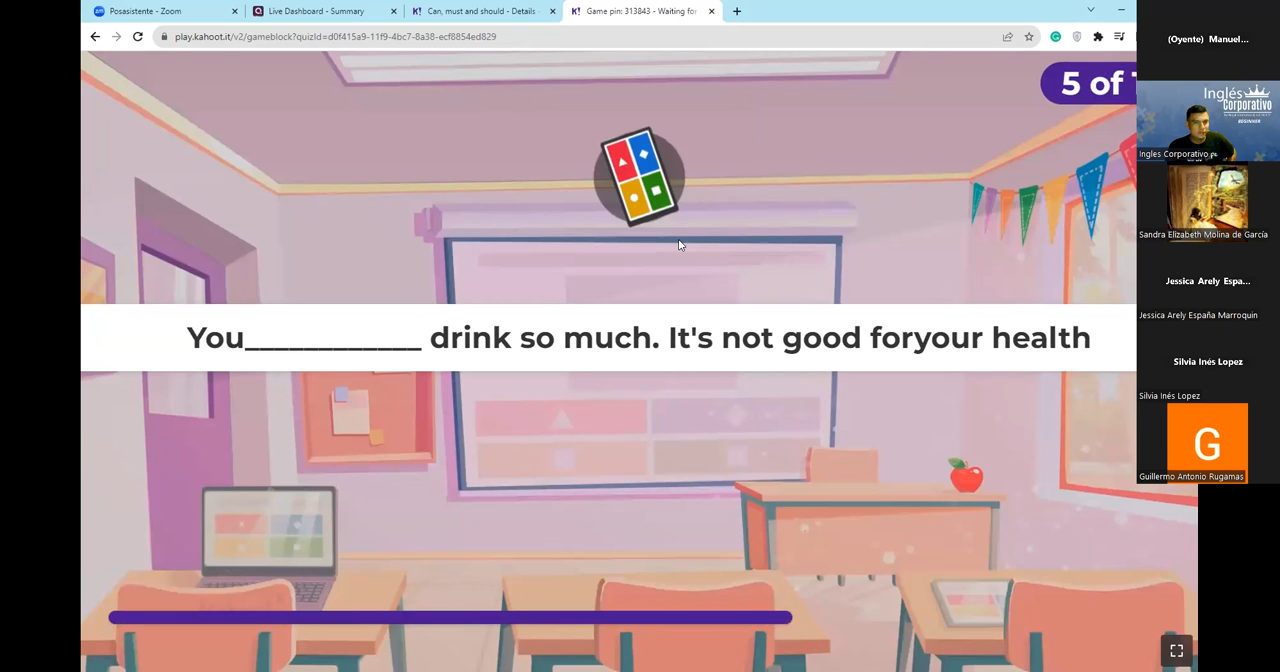 Posasistente - Zoom
Live Dashboard - Summary
Can, must and should - Details
Game pin: 313843 - Waiting for
play.kahoot.it/v2/gameblock?quizId=d0f415a9-11f9-4bc7-8a38-ecf8854ed829
5 of
You____________ drink so much. It's not good foryour health
(Oyente) Manuel...
Inglés
Corporativo
BEGINNER
Ingles Corporativo
Sandra Elizabeth Molina de García
Jessica Arely Espa...
Jessica Arely España Marroquin
Silvia Inés Lopez
Silvia Inés Lopez
G
Guillermo Antonio Rugamas